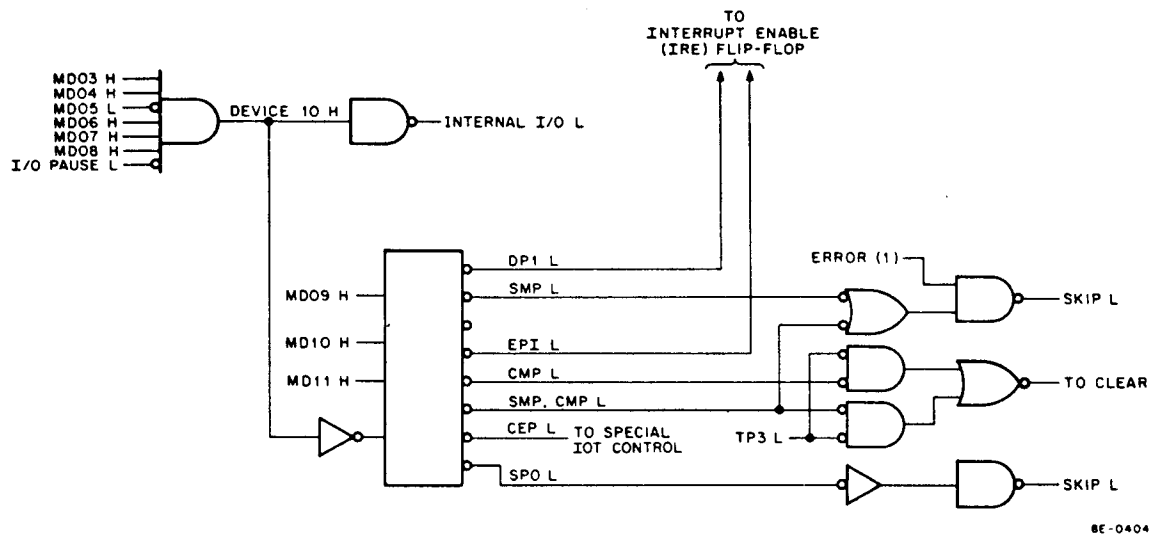 TO
INTERRUPT ENABLE
(IRE) FLIP-FLOP
MD03 H
MD04 H
MD05 L
MD06 H
MD07 H
MD08 H
I/O PAUSE L
DEVICE 10 H
INTERNAL I/O L
MD09 H
MD10 H
MD11 H
DP1 L
SMP L
EPI L
CMP L
SMP, CMP L
CEP L
TO SPECIAL
IOT CONTROL
SPO L
ERROR (1)
SKIP L
TO CLEAR
TP3 L
SKIP L
8E-0404